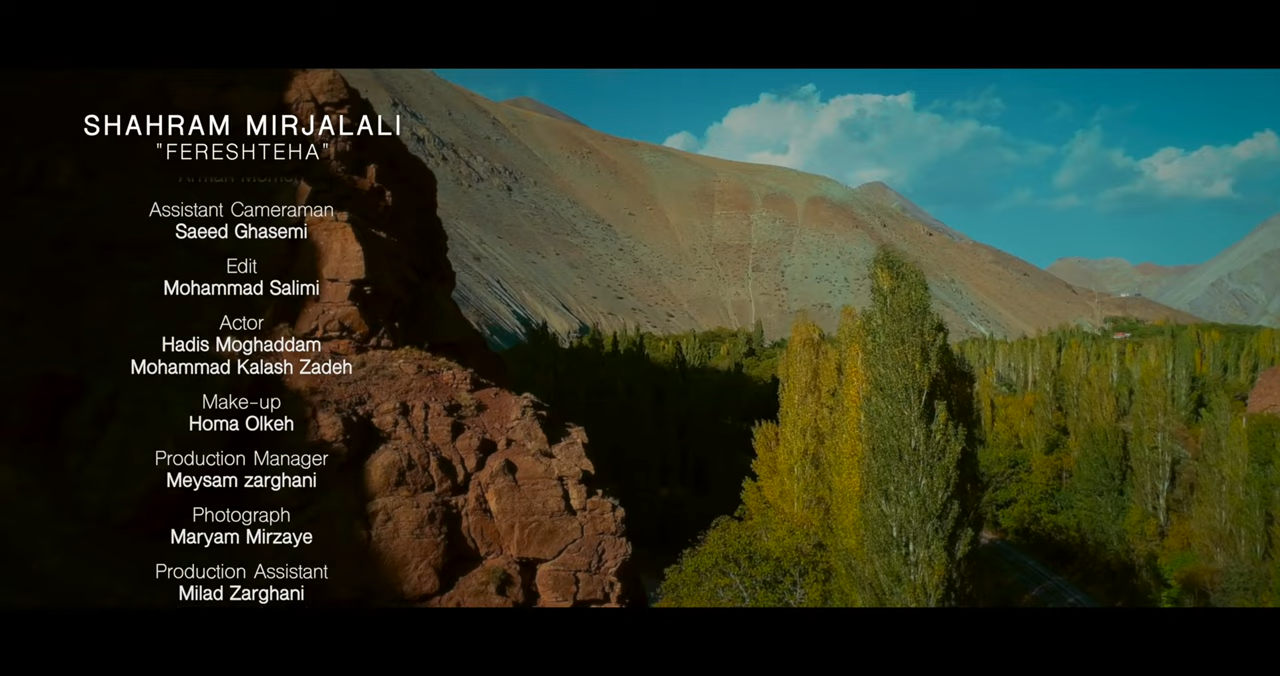 SHAHRAM MIRJALALI
"FERESHTEHA"
Assistant Cameraman
Saeed Ghasemi
Edit
Mohammad Salimi
Actor
Hadis Moghaddam
Mohammad Kalash Zadeh
Make-up
Homa Olkeh
Production Manager
Meysam zarghani
Photograph
Maryam Mirzaye
Production Assistant
Milad Zarghani